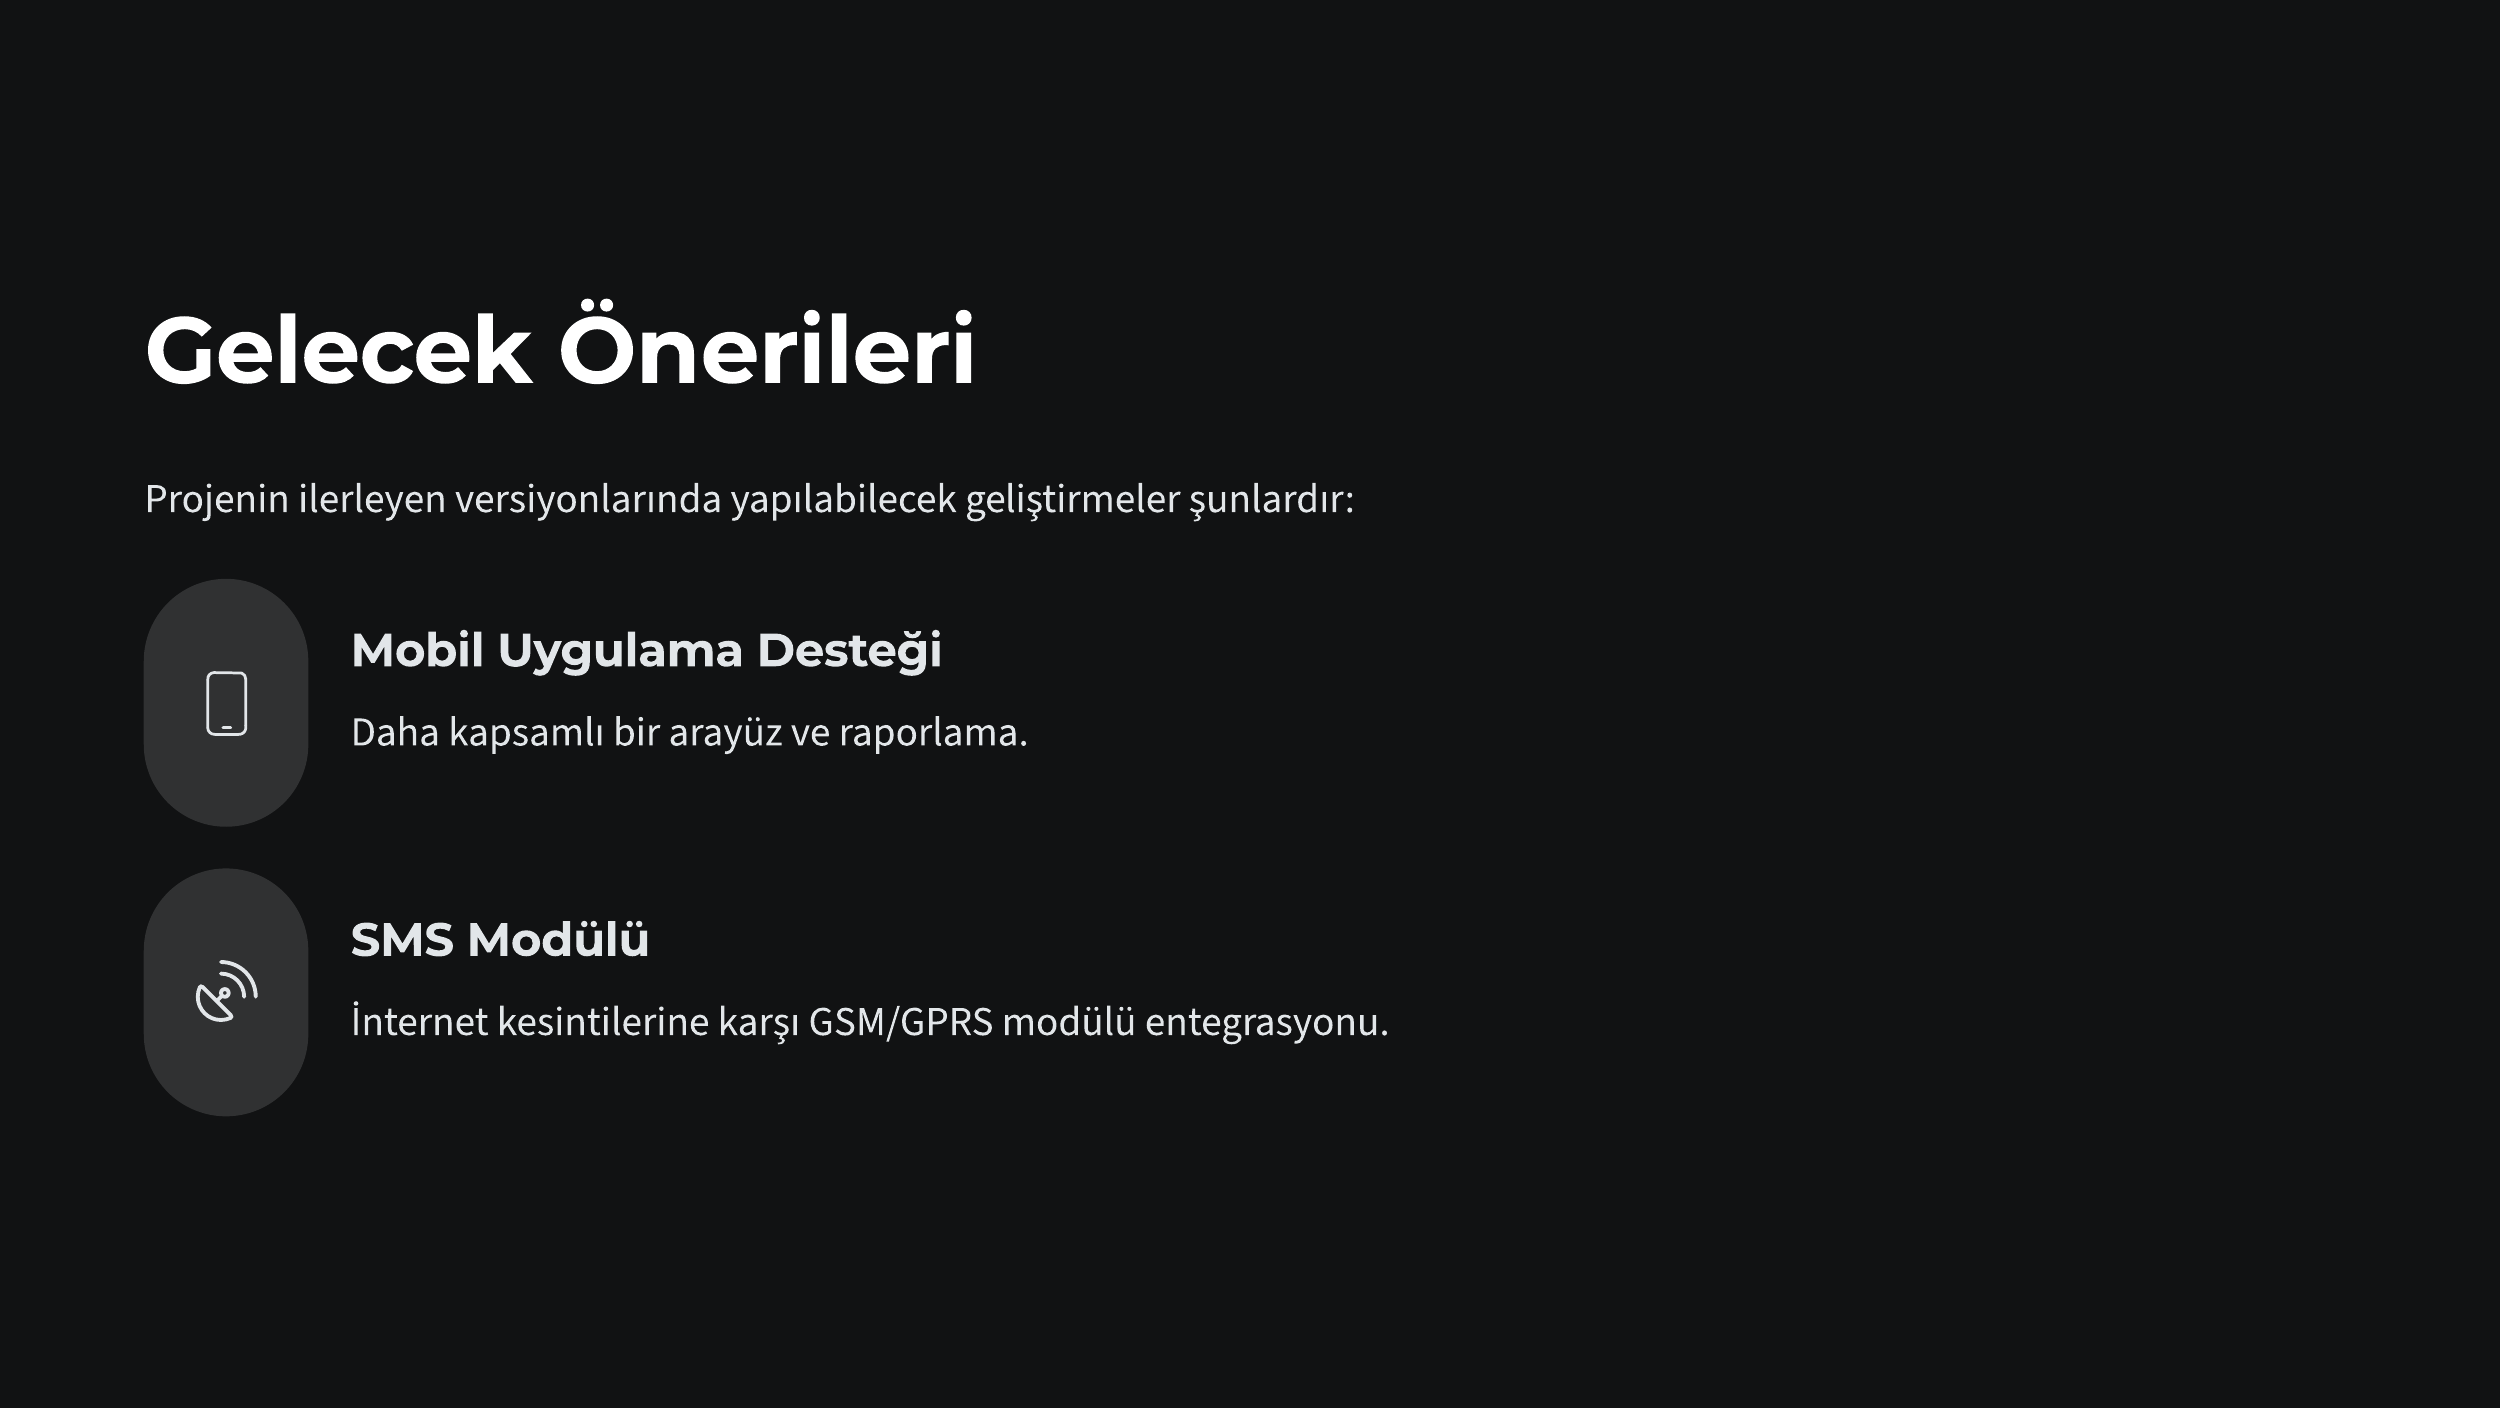 Gelecek Önerileri
Projenin ilerleyen versiyonlarında yapılabilecek geliştirmeler şunlardır:
Mobil Uygulama Desteği
Daha kapsamlı bir arayüz ve raporlama.
SMS Modülü
İnternet kesintilerine karşı GSM/GPRS modülü entegrasyonu.